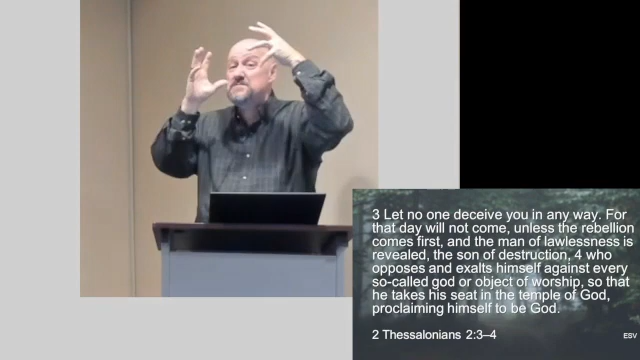 3 Let no one deceive you in any way. For
that day will not come, unless the rebellion
comes first, and the man of lawlessness is
revealed, the son of destruction, 4 who
opposes and exalts himself against every
so-called god or object of worship, so that
he takes his seat in the temple of God,
proclaiming himself to be God.
2 Thessalonians 2:3–4
ESV